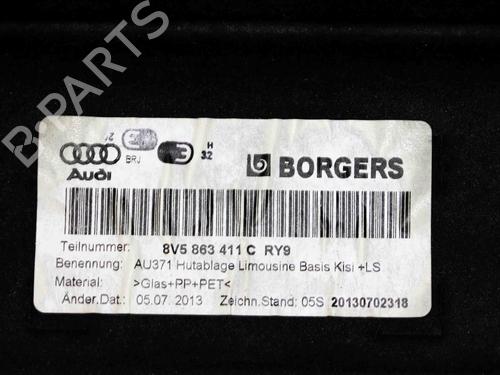 B-PARTS
BRJ
H
32
BORGERS
Audi
Teilnummer: 8V5 863 411 C RY9
Benennung: AU371 Hutablage Limousine Basis Kisi +LS
Material: >Glas+PP+PET<
Änder.Dat.: 05.07. 2013 Zeichn.Stand; 05S 20130702318